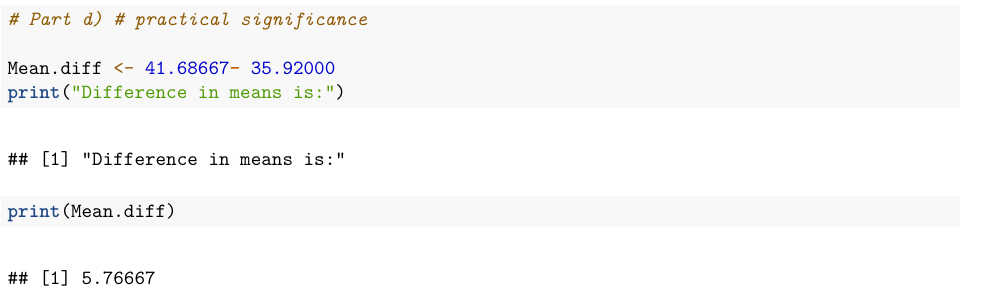 # Part d) # practical significance
Mean.diff <- 41.68667- 35.92000
print("Difference in means is:")
## [1] "Difference in means is:"
print(Mean.diff)
## [1] 5.76667